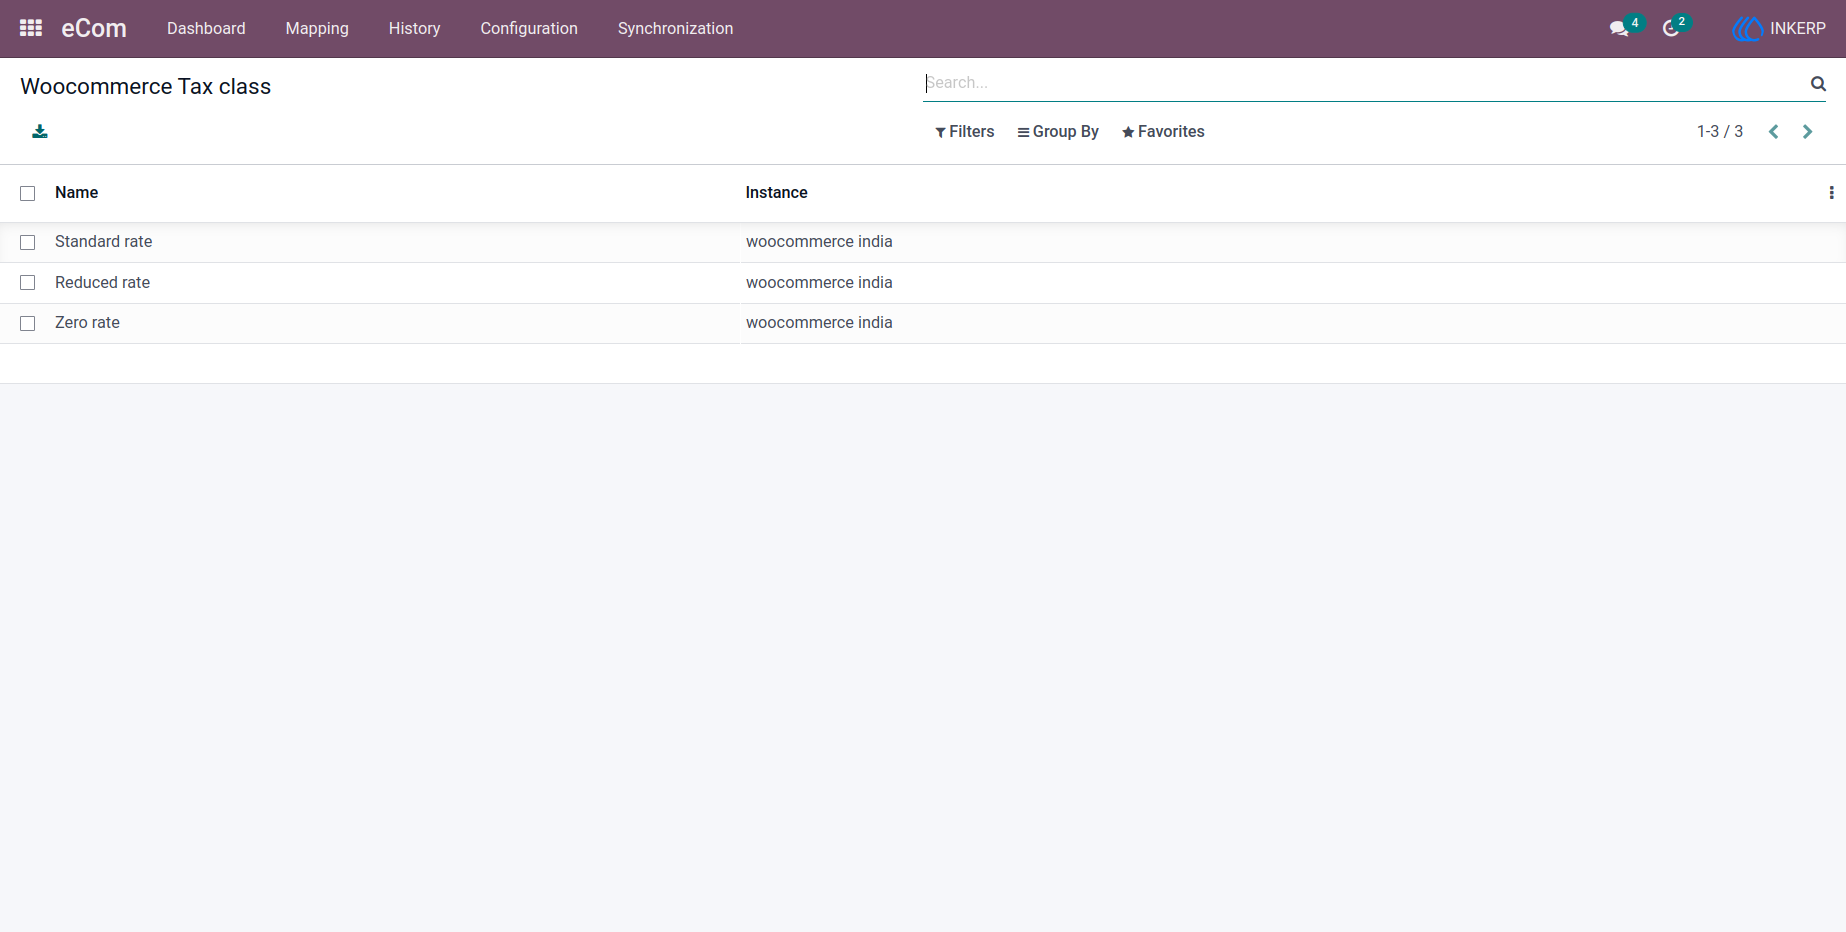 eCom Dashboard Mapping History Configuration Synchronization 4 2 INKERP
Woocommerce Tax class
Search...
Filters Group By Favorites 1-3 / 3
Name Instance
Standard rate woocommerce india
Reduced rate woocommerce india
Zero rate woocommerce india